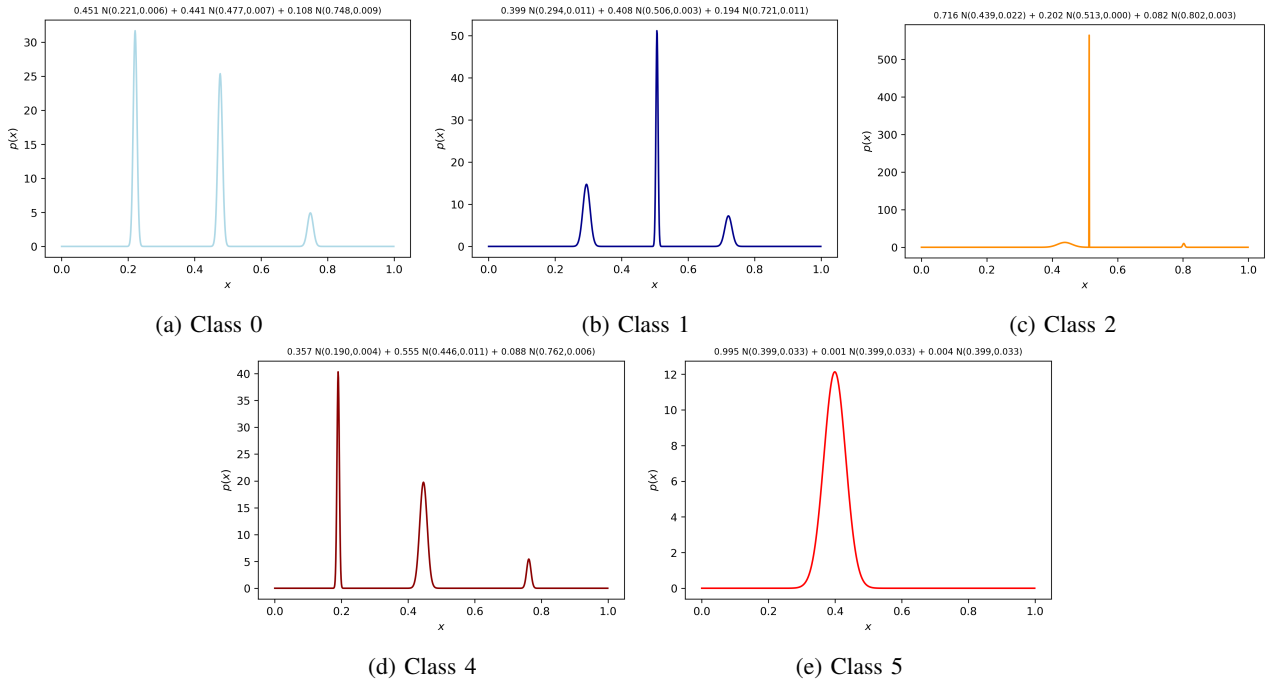 0.451 N(0.221,0.006) + 0.441 N(0.477,0.007) + 0.108 N(0.748,0.009)
30
25
20
15
10
5
0
p(x)
0.0 0.2 0.4 0.6 0.8 1.0
x
(a) Class 0
0.399 N(0.294,0.011) + 0.408 N(0.506,0.003) + 0.194 N(0.721,0.011)
50
40
30
20
10
0
p(x)
0.0 0.2 0.4 0.6 0.8 1.0
x
(b) Class 1
0.716 N(0.439,0.022) + 0.202 N(0.513,0.000) + 0.082 N(0.802,0.003)
500
400
300
200
100
0
p(x)
0.0 0.2 0.4 0.6 0.8 1.0
x
(c) Class 2
0.357 N(0.190,0.004) + 0.555 N(0.446,0.011) + 0.088 N(0.762,0.006)
40
35
30
25
20
15
10
5
0
p(x)
0.0 0.2 0.4 0.6 0.8 1.0
x
(d) Class 4
0.995 N(0.399,0.033) + 0.001 N(0.399,0.033) + 0.004 N(0.399,0.033)
12
10
8
6
4
2
0
p(x)
0.0 0.2 0.4 0.6 0.8 1.0
x
(e) Class 5